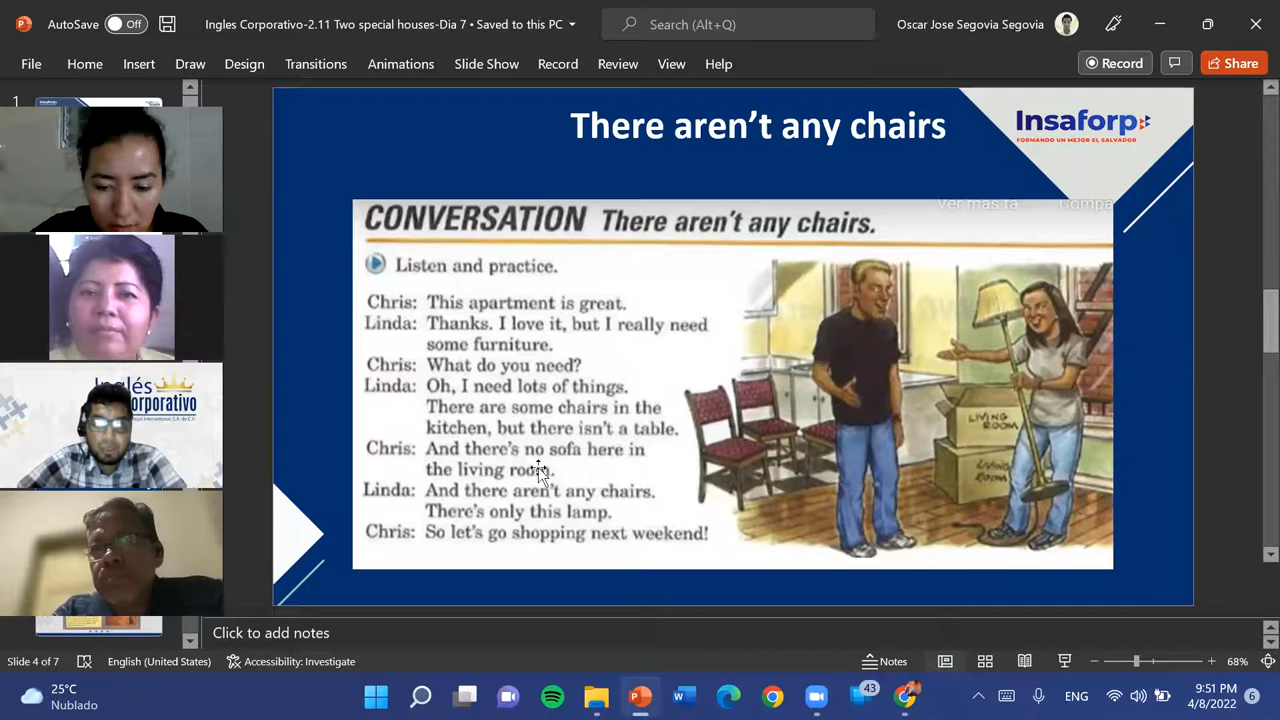 AutoSave Off Ingles Corporativo-2.11 Two special houses-Dia 7 • Saved to this PC Search (Alt+Q) Oscar Jose Segovia Segovia
File Home Insert Draw Design Transitions Animations Slide Show Record Review View Help Record Share
1
There aren't any chairs
Insaforp
FORMANDO UN MEJOR EL SALVADOR
CONVERSATION There aren't any chairs.
Listen and practice.
Chris: This apartment is great.
Linda: Thanks. I love it, but I really need
some furniture.
Chris: What do you need?
Linda: Oh, I need lots of things.
There are some chairs in the
kitchen, but there isn't a table.
Chris: And there's no sofa here in
the living room.
Linda: And there aren't any chairs.
There's only this lamp.
Chris: So let's go shopping next weekend!
LIVING
ROOM
LIVING
ROOM
Inglés
Click to add notes
Slide 4 of 7 English (United States) Accessibility: Investigate Notes 68%
25°C
Nublado
43
ENG
9:51 PM
4/8/2022
6